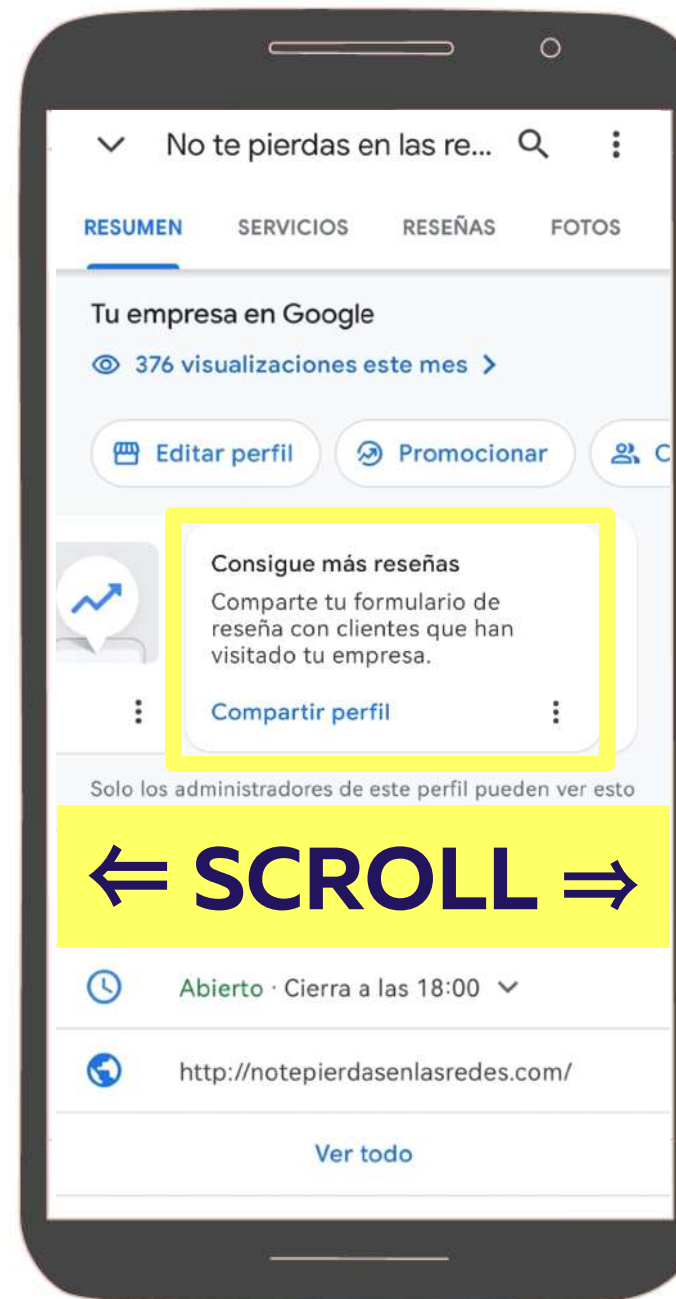 No te pierdas en las re...
RESUMEN SERVICIOS RESEÑAS FOTOS
Tu empresa en Google
376 visualizaciones este mes
Editar perfil Promocionar C
Consigue más reseñas
Comparte tu formulario de
reseña con clientes que han
visitado tu empresa.
Compartir perfil
Solo los administradores de este perfil pueden ver esto
⇐ SCROLL ⇒
Abierto · Cierra a las 18:00
http://notepierdasenlasredes.com/
Ver todo